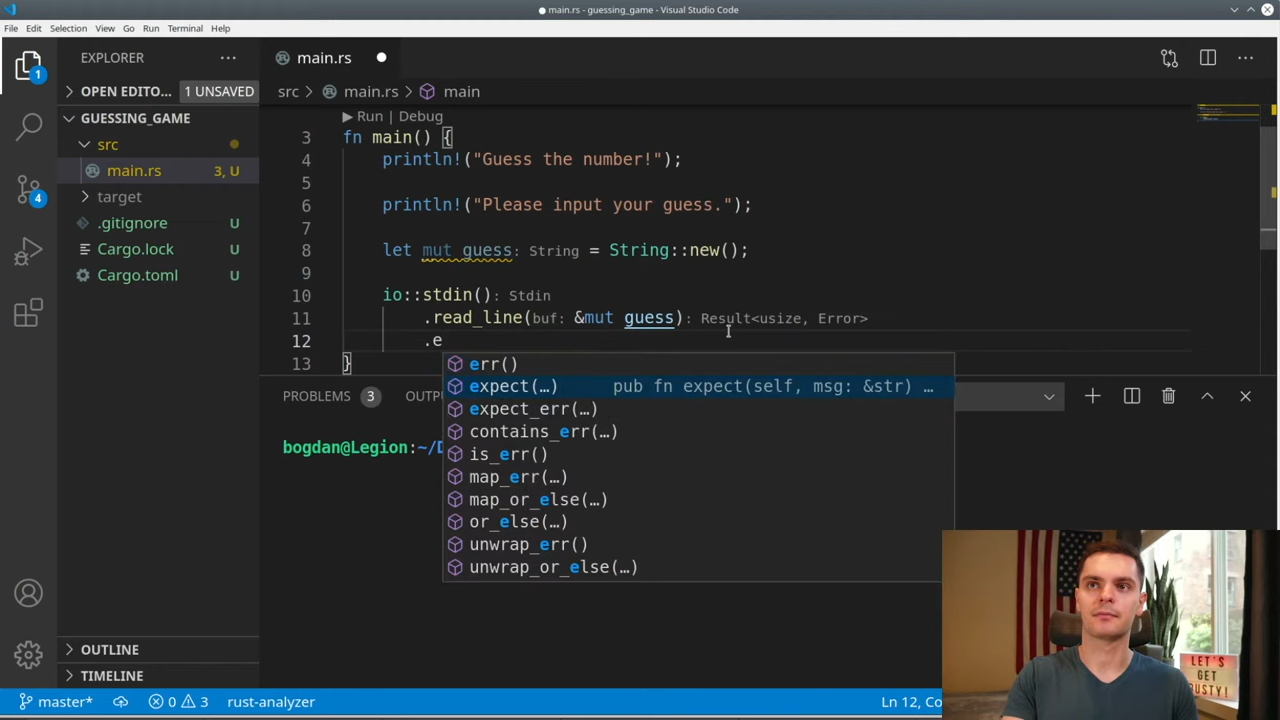 main.rs - guessing_game - Visual Studio Code
File Edit Selection View Go Run Terminal Help
EXPLORER
main.rs
1
OPEN EDITO... 1 UNSAVED
src > main.rs > main
GUESSING_GAME
src
main.rs 3, U
target
.gitignore U
Cargo.lock U
Cargo.toml U
4
Run | Debug
3 fn main() {
4 println!("Guess the number!");
5
6 println!("Please input your guess.");
7
8 let mut guess: String = String::new();
9
10 io::stdin() Stdin
11 .read_line(buf: &mut guess): Result<usize, Error>
12 .e
13 }
err()
expect(…) pub fn expect(self, msg: &str) …
expect_err(…)
contains_err(…)
is_err()
map_err(…)
map_or_else(…)
or_else(…)
unwrap_err()
unwrap_or_else(…)
PROBLEMS 3 OUTP
bogdan@Legion:~/D
OUTLINE
TIMELINE
LET'S
GET
RUSTY!
master* 0 3 rust-analyzer Ln 12, Co